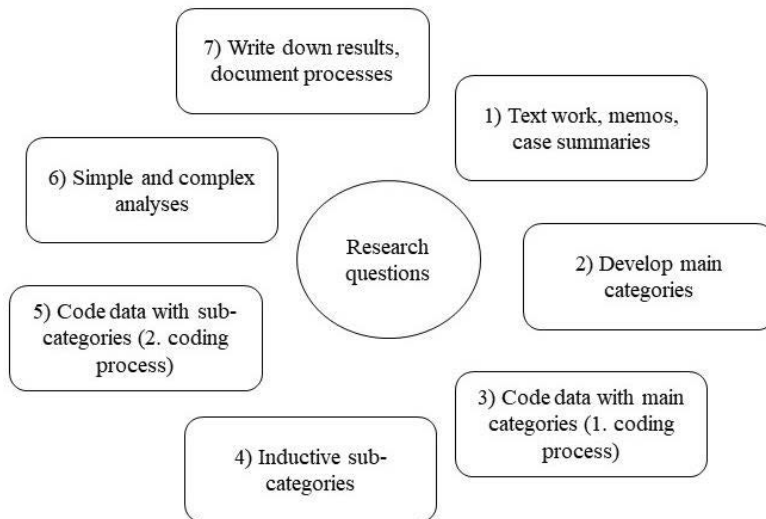 7) Write down results,
document processes
1) Text work, memos,
case summaries
6) Simple and complex
analyses
Research
questions
2) Develop main
categories
5) Code data with sub-
categories (2. coding
process)
3) Code data with main
categories (1. coding
process)
4) Inductive sub-
categories